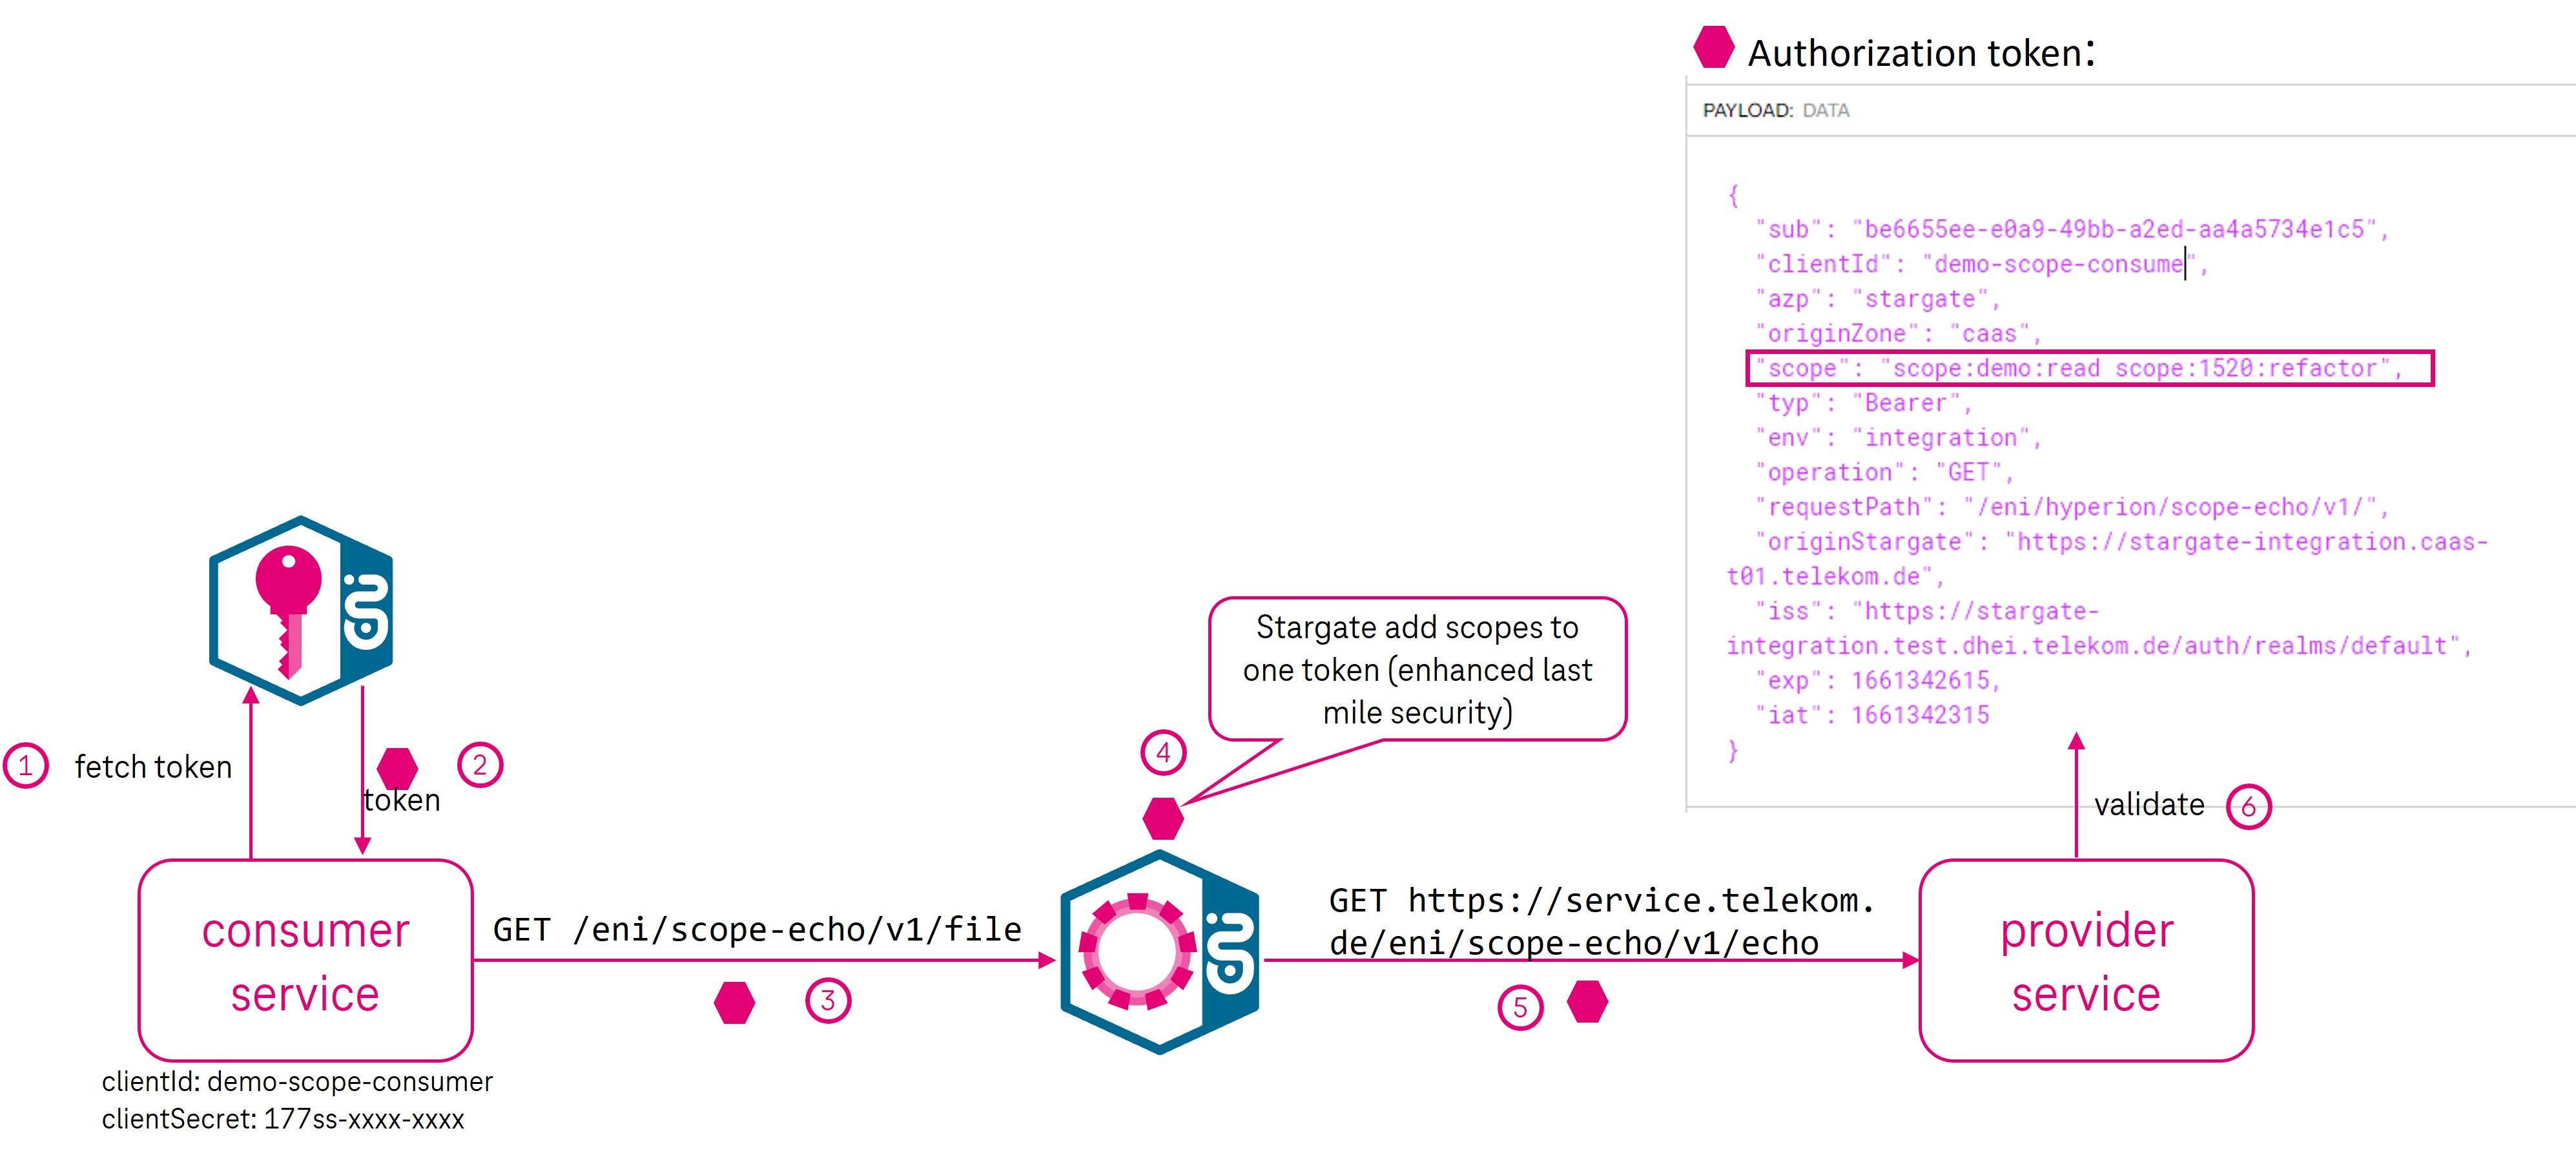 Authorization token:
PAYLOAD: DATA
{
"sub": "be6655ee-e0a9-49bb-a2ed-aa4a5734e1c5",
"clientId": "demo-scope-consume",
"azp": "stargate",
"originZone": "caas",
"scope": "scope:demo:read scope:1520:refactor",
"typ": "Bearer",
"env": "integration",
"operation": "GET",
"requestPath": "/eni/hyperion/scope-echo/v1/",
"originStargate": "https://stargate-integration.caas-
t01.telekom.de",
"iss": "https://stargate-
integration.test.dhei.telekom.de/auth/realms/default",
"exp": 1661342615,
"iat": 1661342315
}
1
fetch token
2
token
Stargate add scopes to
one token (enhanced last
mile security)
4
validate
6
consumer
service
GET /eni/scope-echo/v1/file
3
GET https://service.telekom.
de/eni/scope-echo/v1/echo
5
provider
service
clientId: demo-scope-consumer
clientSecret: 177ss-xxxx-xxxx